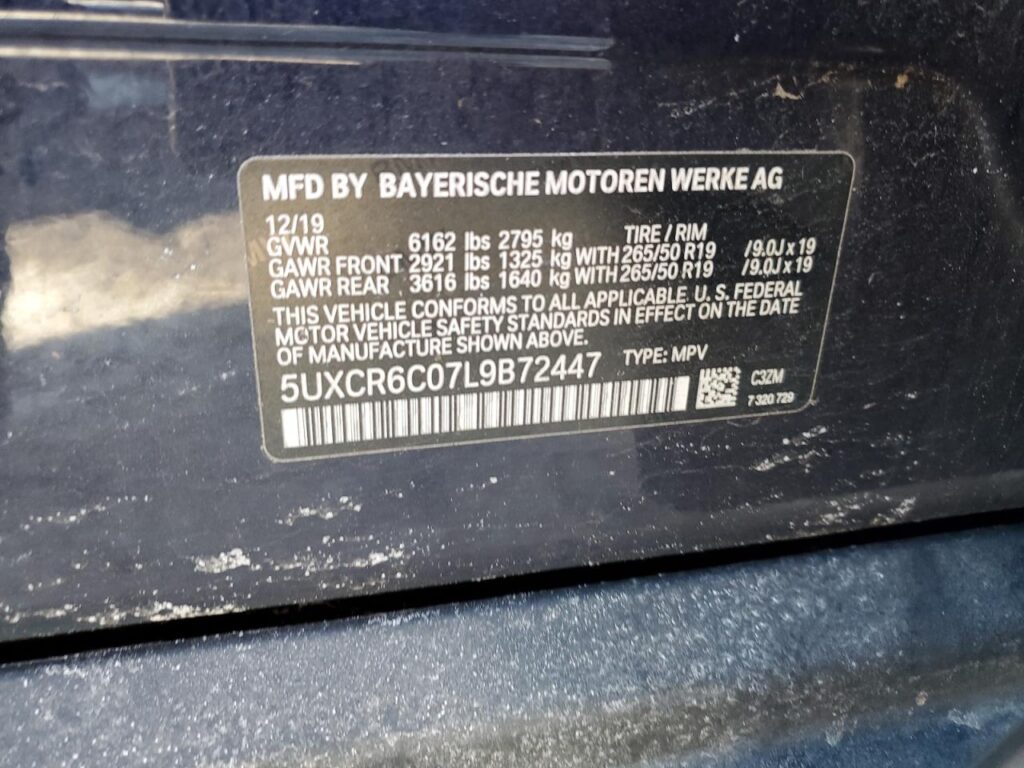 MFD BY BAYERISCHE MOTOREN WERKE AG
12/19 TIRE / RIM
GVWR 6162 lbs 2795 kg
GAWR FRONT 2921 lbs 1325 kg WITH 265/50 R19 /9.0J x 19
GAWR REAR 3616 lbs 1640 kg WITH 265/50 R19 /9.0J x 19
THIS VEHICLE CONFORMS TO ALL APPLICABLE U. S. FEDERAL
MOTOR VEHICLE SAFETY STANDARDS IN EFFECT ON THE DATE
OF MANUFACTURE SHOWN ABOVE.
5UXCR6C07L9B72447 TYPE: MPV
C3ZM
7 320 729